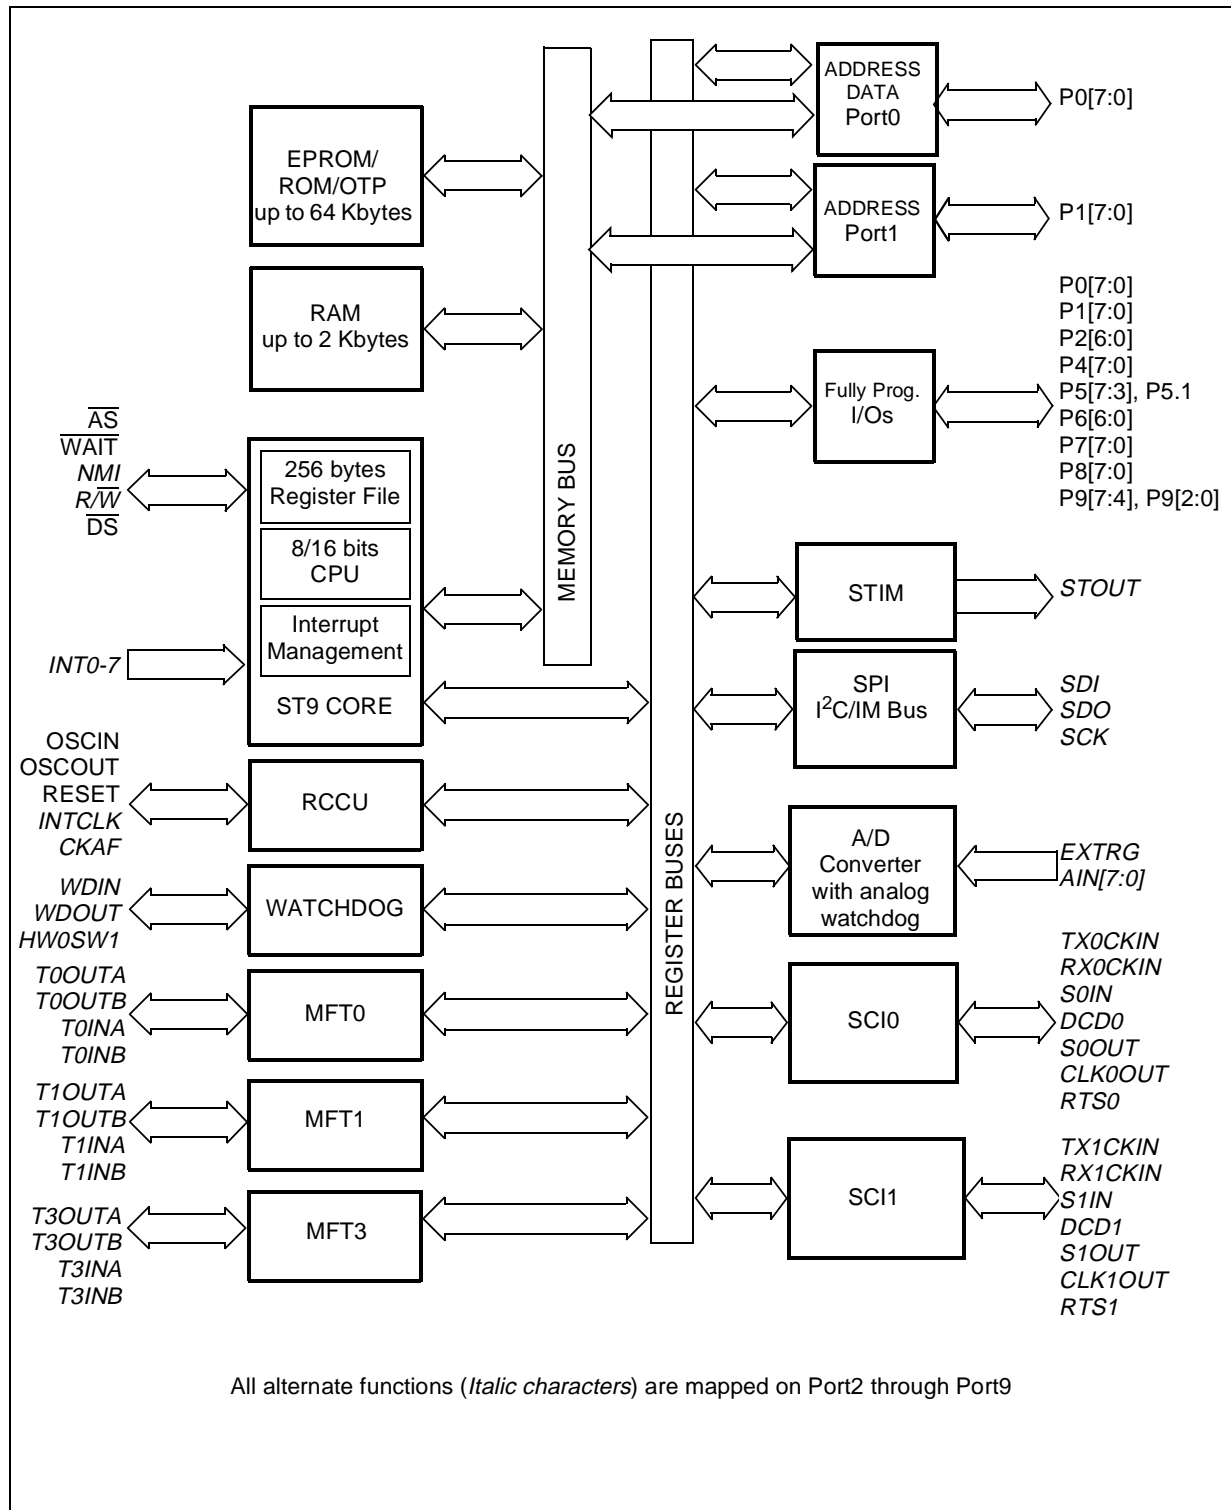 ADDRESS
DATA
Port0
P0[7:0]
EPROM/
ROM/OTP
up to 64 Kbytes
ADDRESS
Port1
P1[7:0]
RAM
up to 2 Kbytes
Fully Prog.
I/Os
P0[7:0]
P1[7:0]
P2[6:0]
P4[7:0]
P5[7:3], P5.1
P6[6:0]
P7[7:0]
P8[7:0]
P9[7:4], P9[2:0]
AS
WAIT
NMI
R/W
DS
256 bytes
Register File
8/16 bits
CPU
Interrupt
Management
ST9 CORE
INT0-7
MEMORY BUS
REGISTER BUSES
STIM
STOUT
SPI
I²C/IM Bus
SDI
SDO
SCK
OSCIN
OSCOUT
RESET
INTCLK
CKAF
RCCU
A/D
Converter
with analog
watchdog
EXTRG
AIN[7:0]
WDIN
WDOUT
HW0SW1
WATCHDOG
T0OUTA
T0OUTB
T0INA
T0INB
MFT0
SCI0
TX0CKIN
RX0CKIN
S0IN
DCD0
S0OUT
CLK0OUT
RTS0
T1OUTA
T1OUTB
T1INA
T1INB
MFT1
SCI1
TX1CKIN
RX1CKIN
S1IN
DCD1
S1OUT
CLK1OUT
RTS1
T3OUTA
T3OUTB
T3INA
T3INB
MFT3
All alternate functions (Italic characters) are mapped on Port2 through Port9